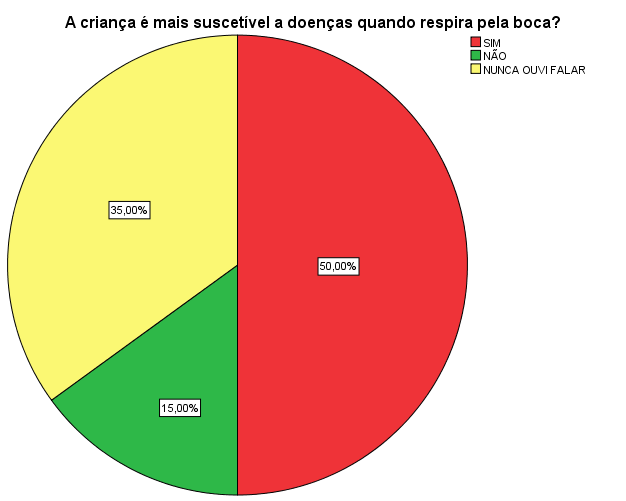 A criança é mais suscetível a doenças quando respira pela boca?
SIM
NÃO
NUNCA OUVI FALAR
35,00%
50,00%
15,00%